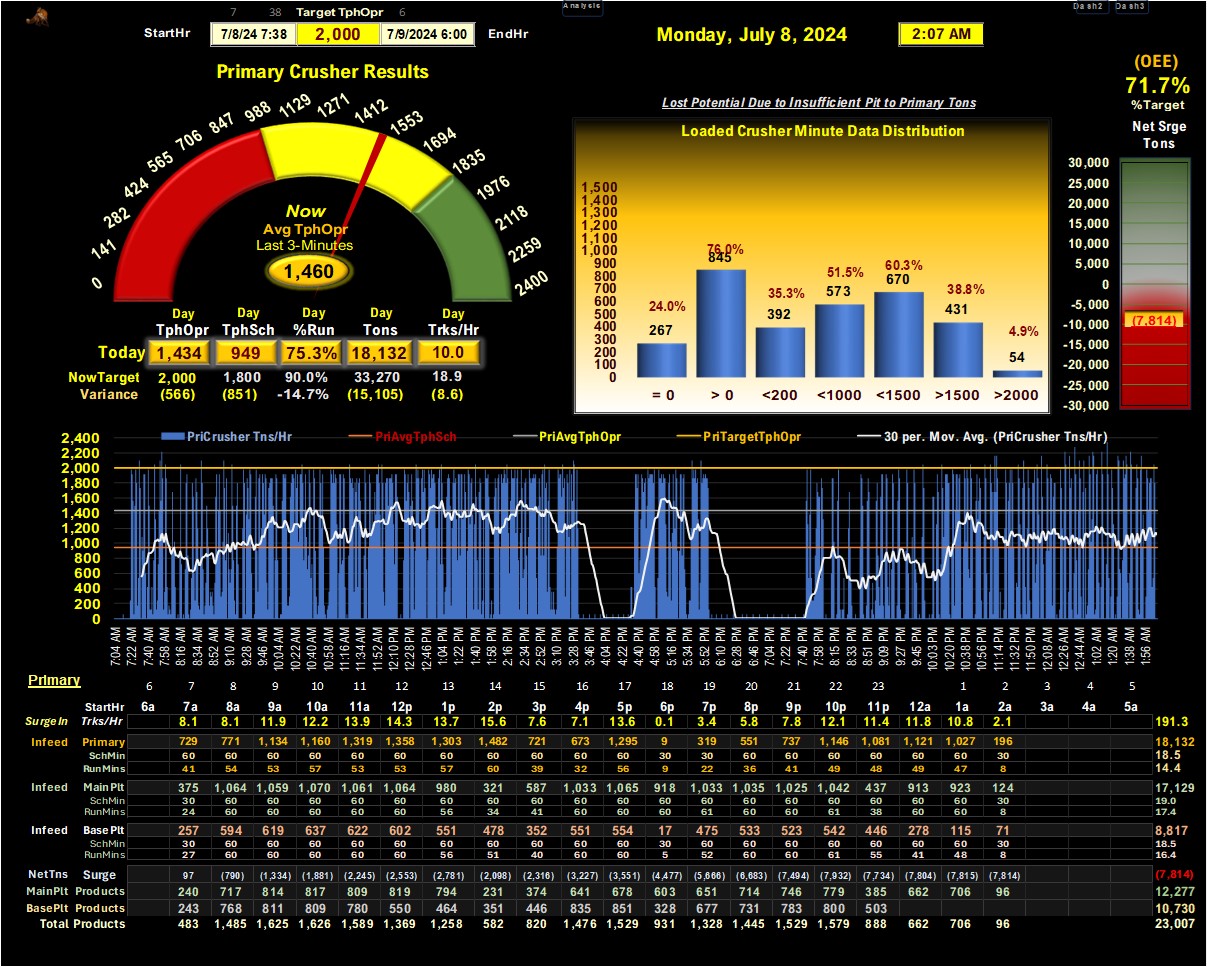 7 38 Target TphOpr 6
Analysis
Dash2 Dash3
StartHr 7/8/24 7:38 2,000 7/9/2024 6:00 EndHr
Monday, July 8, 2024
2:07 AM
(OEE)
71.7%
%Target
Net Srge
Tons
Primary Crusher Results
0 141 282 424 565 706 847 988 1129 1271 1412 1553 1694 1835 1976 2118 2259 2400
Now
Avg TphOpr
Last 3-Minutes
1,460
Day Day Day Day Day
TphOpr TphSch %Run Tons Trks/Hr
Today 1,434 949 75.3% 18,132 10.0
NowTarget 2,000 1,800 90.0% 33,270 18.9
Variance (566) (851) -14.7% (15,105) (8.6)
Lost Potential Due to Insufficient Pit to Primary Tons
Loaded Crusher Minute Data Distribution
1,500
1,400
1,300
1,200
1,100
1,000
900
800
700
600
500
400
300
200
100
0
24.0% 76.0% 35.3% 51.5% 60.3% 38.8% 4.9%
267 845 392 573 670 431 54
= 0 > 0 <200 <1000 <1500 >1500 >2000
30,000
25,000
20,000
15,000
10,000
5,000
0
-5,000
-10,000
-15,000
-20,000
-25,000
-30,000
(7,814)
PriCrusher Tns/Hr PriAvgTphSch PriAvgTphOpr PriTargetTphOpr 30 per. Mov. Avg. (PriCrusher Tns/Hr)
2,400
2,200
2,000
1,800
1,600
1,400
1,200
1,000
800
600
400
200
0
7:04 AM 7:22 AM 7:40 AM 7:58 AM 8:16 AM 8:34 AM 8:52 AM 9:10 AM 9:28 AM 9:46 AM 10:04 AM 10:22 AM 10:40 AM 10:58 AM 11:16 AM 11:34 AM 11:52 AM 12:10 PM 12:28 PM 12:46 PM 1:04 PM 1:22 PM 1:40 PM 1:58 PM 2:16 PM 2:34 PM 2:52 PM 3:10 PM 3:28 PM 3:46 PM 4:04 PM 4:22 PM 4:40 PM 4:58 PM 5:16 PM 5:34 PM 5:52 PM 6:10 PM 6:28 PM 6:46 PM 7:04 PM 7:22 PM 7:40 PM 7:58 PM 8:15 PM 8:33 PM 8:51 PM 9:09 PM 9:27 PM 9:45 PM 10:03 PM 10:20 PM 10:38 PM 10:56 PM 11:14 PM 11:32 PM 11:50 PM 12:08 AM 12:26 AM 12:44 AM 1:02 AM 1:20 AM 1:38 AM 1:56 AM
Primary
6 7 8 9 10 11 12 13 14 15 16 17 18 19 20 21 22 23 1 2 3 4 5
StartHr 6a 7a 8a 9a 10a 11a 12p 1p 2p 3p 4p 5p 6p 7p 8p 9p 10p 11p 12a 1a 2a 3a 4a 5a
SurgeIn Trks/Hr 8.1 8.1 11.9 12.2 13.9 14.3 13.7 15.6 7.6 7.1 13.6 0.1 3.4 5.8 7.8 12.1 11.4 11.8 10.8 2.1 191.3
Infeed Primary 729 771 1,134 1,160 1,319 1,358 1,303 1,482 721 673 1,295 9 319 551 737 1,146 1,081 1,121 1,027 196 18,132
SchMin 60 60 60 60 60 60 60 60 60 60 60 30 30 60 60 60 60 60 60 30 18.5
RunMins 41 54 53 57 53 53 57 60 39 32 56 9 22 36 41 49 48 49 47 8 14.4
Infeed MainPlt 375 1,064 1,059 1,070 1,061 1,064 980 321 587 1,033 1,065 918 1,033 1,035 1,025 1,042 437 913 923 124 17,129
SchMin 30 60 60 60 60 60 60 60 60 60 60 60 60 60 60 60 60 60 60 30 19.0
RunMins 24 60 60 60 60 60 56 34 41 60 60 60 61 60 60 61 38 60 60 8 17.4
Infeed BasePlt 257 594 619 637 622 602 551 478 352 551 554 17 475 533 523 542 446 278 115 71 8,817
SchMin 30 60 60 60 60 60 60 60 60 60 60 30 60 60 60 60 60 60 60 30 18.5
RunMins 27 60 60 60 60 60 56 51 40 60 60 5 52 60 60 61 55 41 48 8 16.4
NetTns Surge 97 (790) (1,334) (1,881) (2,245) (2,553) (2,781) (2,098) (2,316) (3,227) (3,551) (4,477) (5,666) (6,683) (7,494) (7,932) (7,734) (7,804) (7,815) (7,814) (7,814)
MainPlt Products 240 717 814 817 809 819 794 231 374 641 678 603 651 714 746 779 385 662 706 96 12,277
BasePlt Products 243 768 811 809 780 550 464 351 446 835 851 328 677 731 783 800 503 10,730
Total Products 483 1,485 1,625 1,626 1,589 1,369 1,258 582 820 1,476 1,529 931 1,328 1,445 1,529 1,579 888 662 706 96 23,007